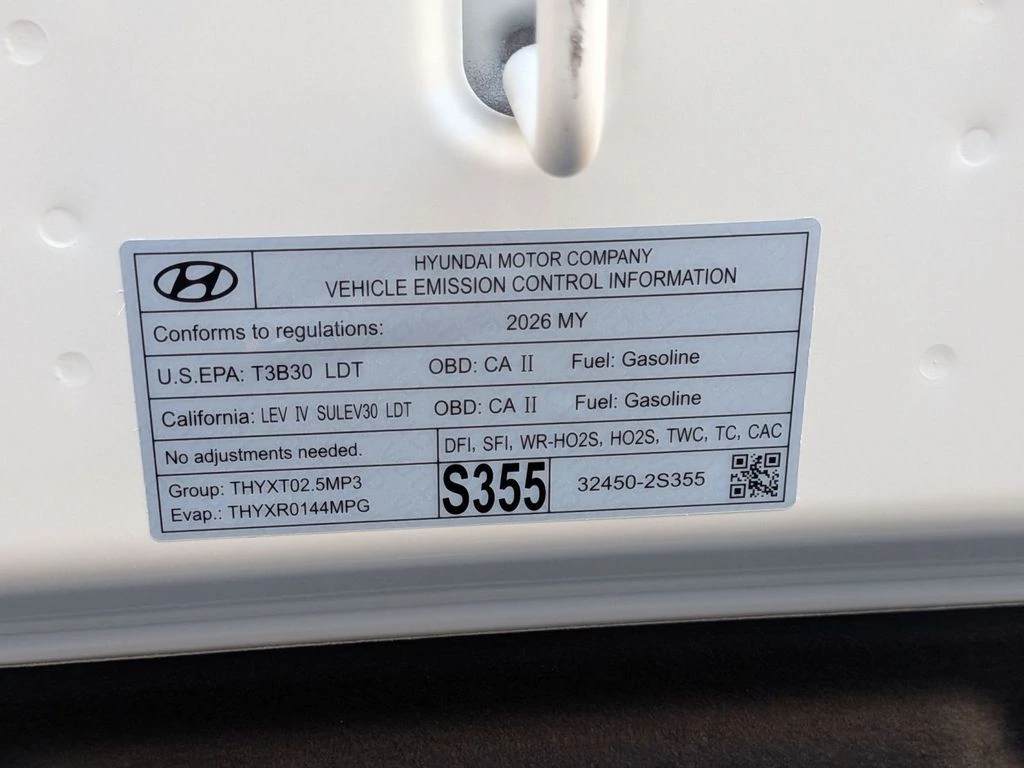 HYUNDAI MOTOR COMPANY
VEHICLE EMISSION CONTROL INFORMATION
Conforms to regulations: 2026 MY
U.S.EPA: T3B30 LDT OBD: CA II Fuel: Gasoline
California: LEV IV SULEV30 LDT OBD: CA II Fuel: Gasoline
No adjustments needed. DFI, SFI, WR-HO2S, HO2S, TWC, TC, CAC
Group: THYXT02.5MP3
Evap.: THYXR0144MPG
S355 32450-2S355